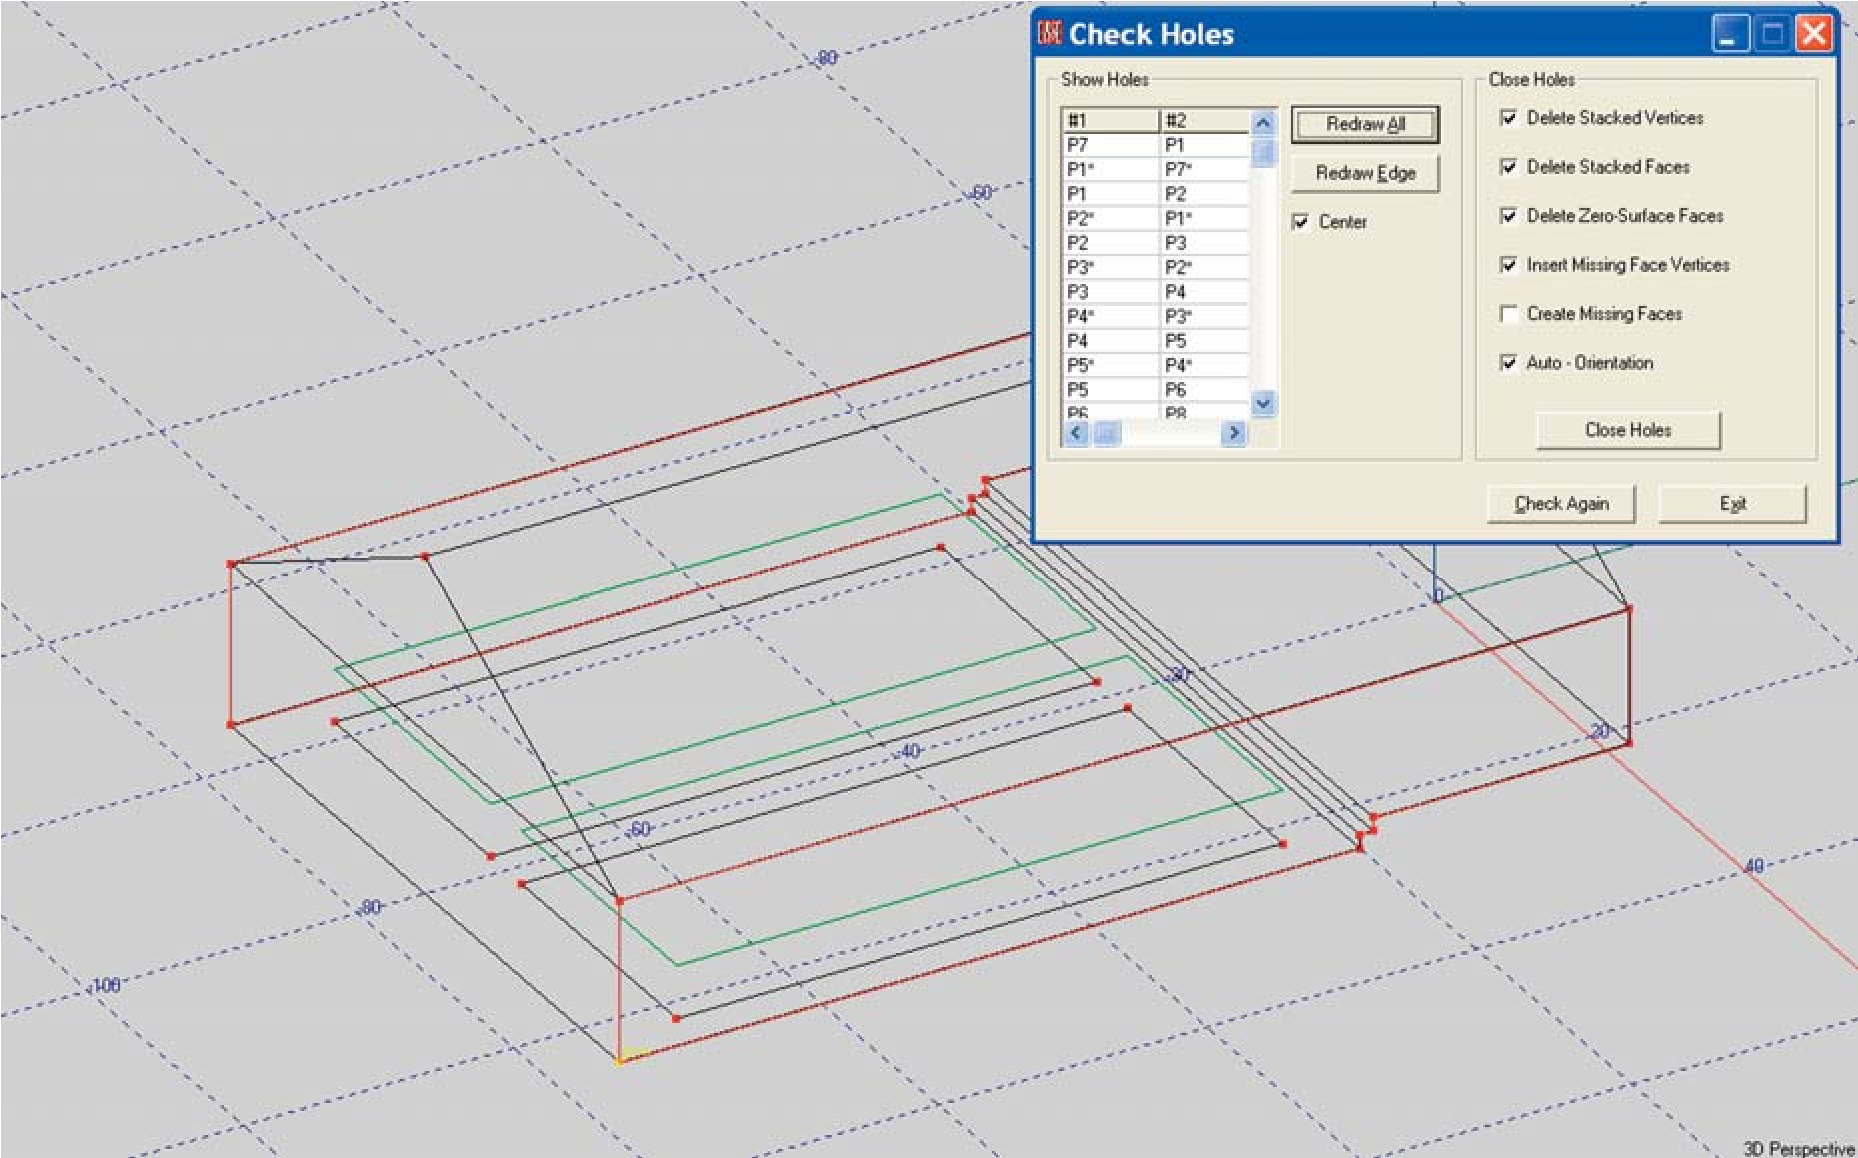 EASE Check Holes
Show Holes
#1 #2
P7 P1
P1* P7*
P1 P2
P2* P1*
P2 P3
P3* P2*
P3 P4
P4* P3*
P4 P5
P5* P4*
P5 P6
P6 P8
Redraw All
Redraw Edge
Center
Close Holes
Delete Stacked Vertices
Delete Stacked Faces
Delete Zero-Surface Faces
Insert Missing Face Vertices
Create Missing Faces
Auto - Orientation
Close Holes
Check Again Exit
-80
-60
0
-20
20
-40
40
-60
-80
-100
3D Perspective